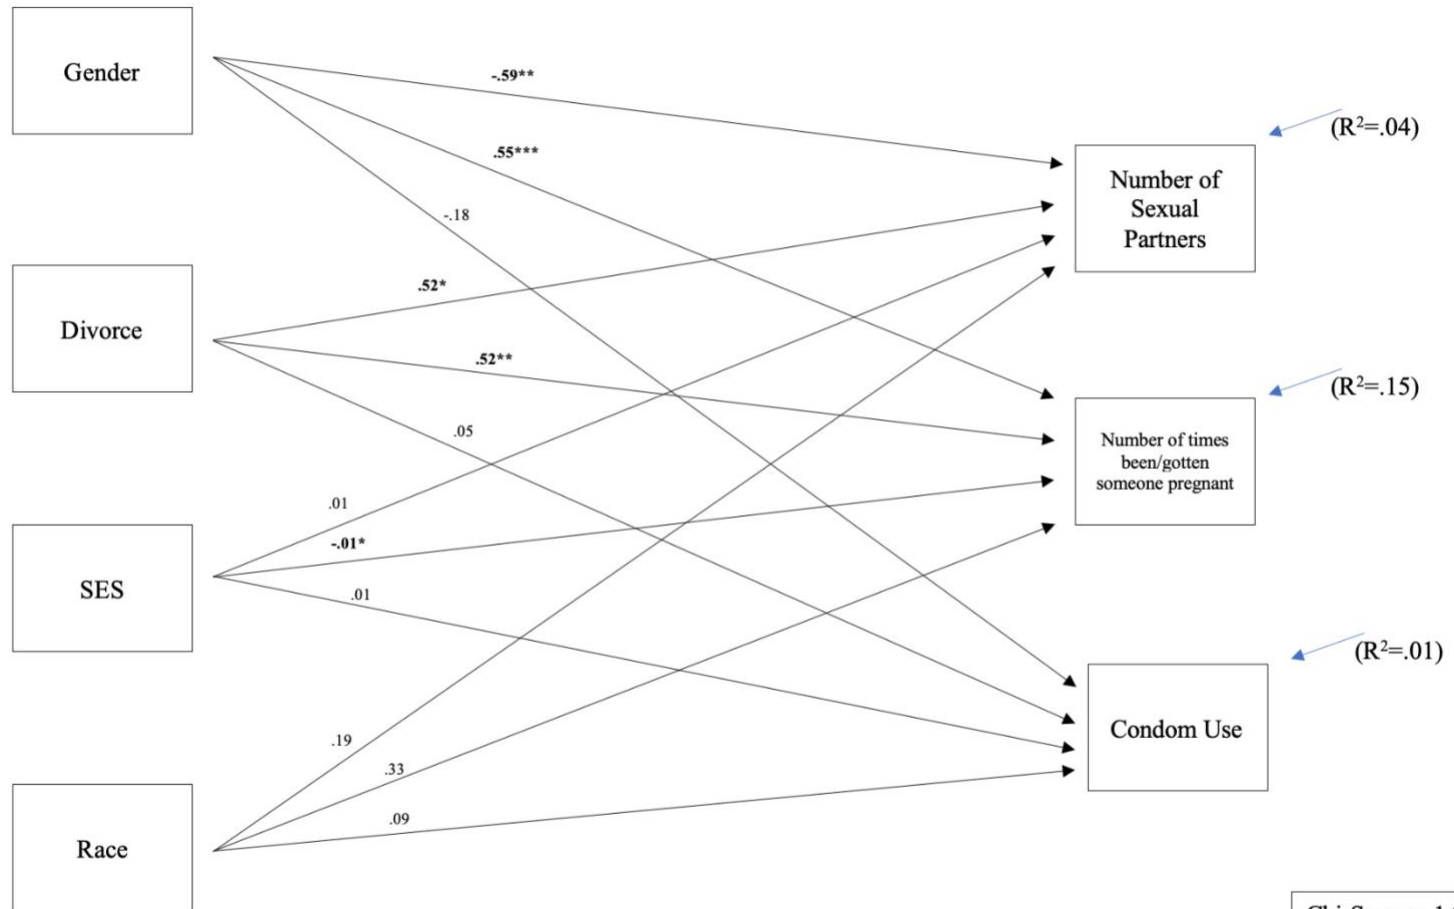 Gender
-.59**
(R²=.04)
.55***
Number of
Sexual
Partners
-.18
.52*
Divorce
.52**
(R²=.15)
.05
Number of times
been/gotten
someone pregnant
.01
-.01*
SES
.01
(R²=.01)
Condom Use
.19
.33
.09
Race